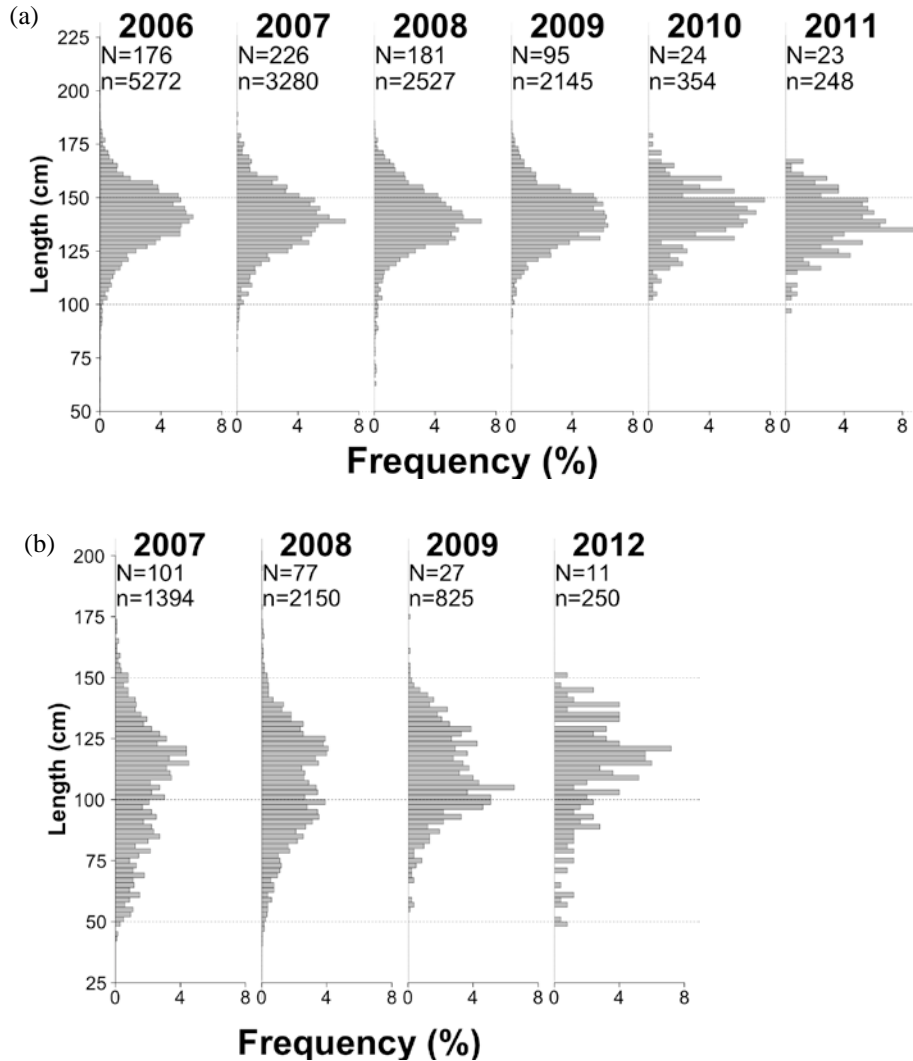 (a)
2006 2007 2008 2009 2010 2011
N=176 N=226 N=181 N=95 N=24 N=23
n=5272 n=3280 n=2527 n=2145 n=354 n=248
225
200
175
150
125
100
75
50
Length (cm)
0 4 8 0 4 8 0 4 8 0 4 8 0 4 8 0 4 8
Frequency (%)
(b)
2007 2008 2009 2012
N=101 N=77 N=27 N=11
n=1394 n=2150 n=825 n=250
200
175
150
125
100
75
50
25
Length (cm)
0 4 8 0 4 8 0 4 8 0 4 8
Frequency (%)